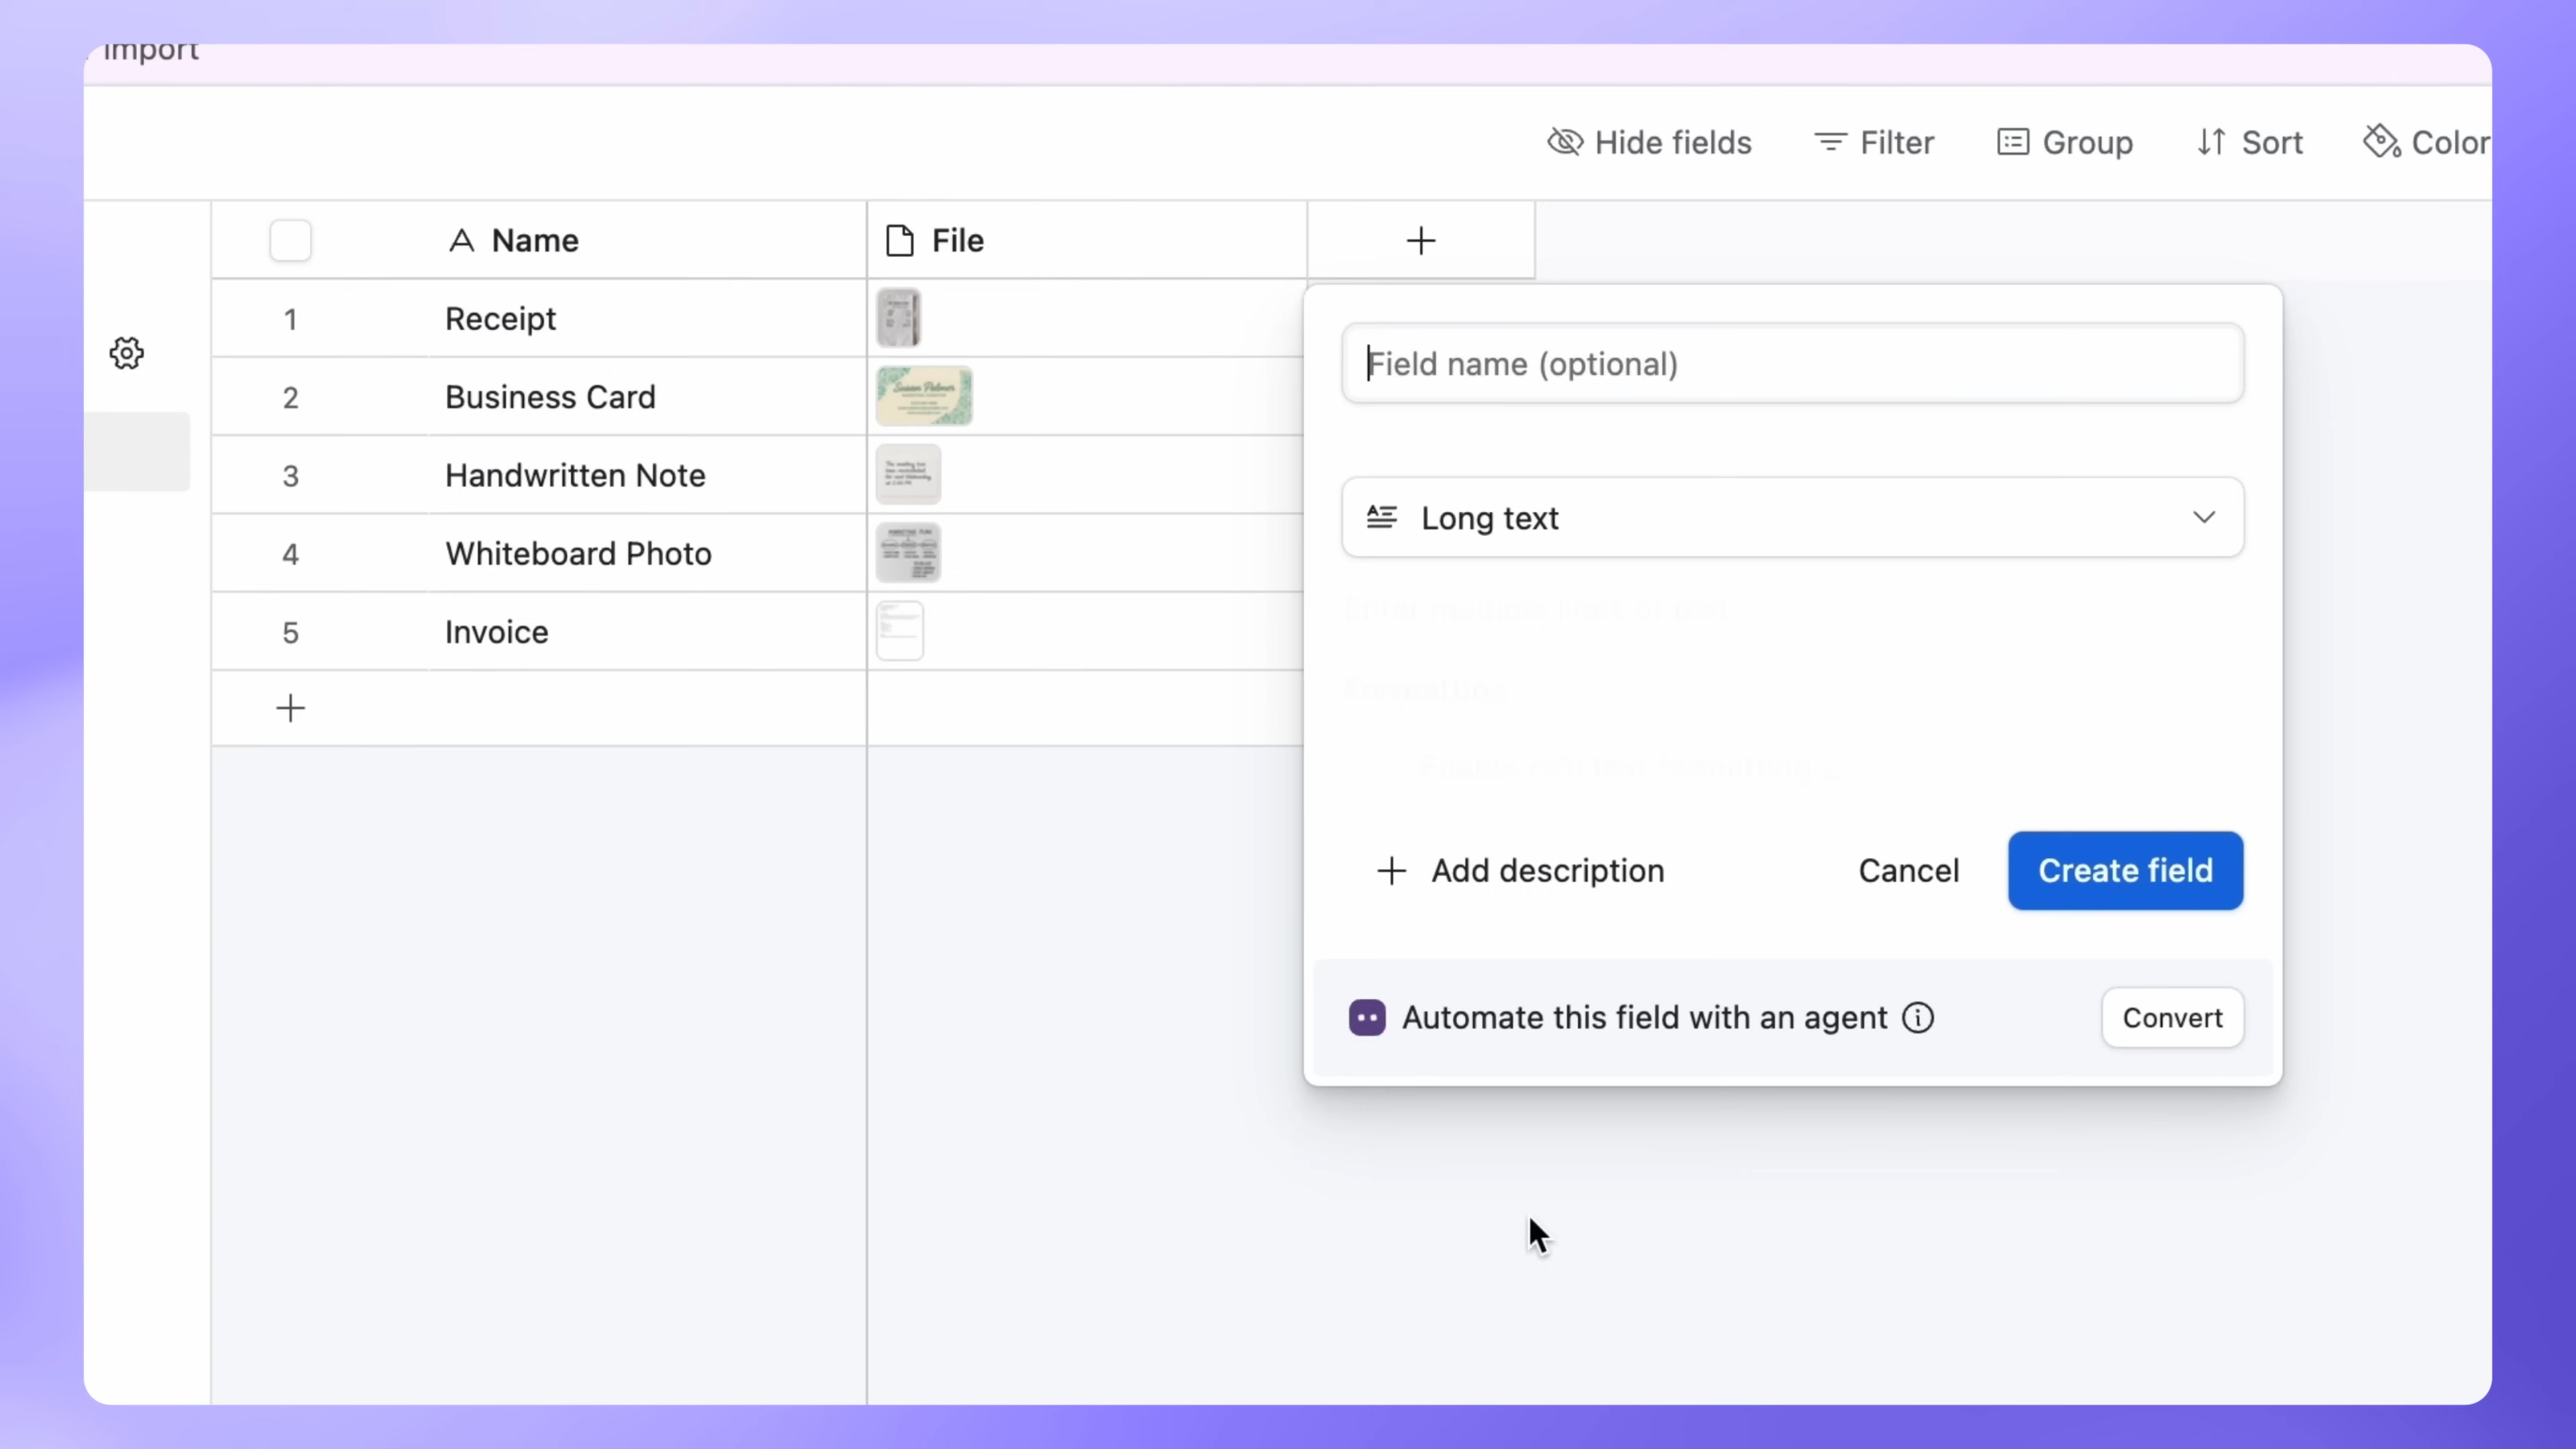 import
Hide fields
Filter
Group
Sort
Color
Name
File
1
Receipt
2
Business Card
3
Handwritten Note
4
Whiteboard Photo
5
Invoice
Field name (optional)
Long text
Add description
Cancel
Create field
Automate this field with an agent
Convert